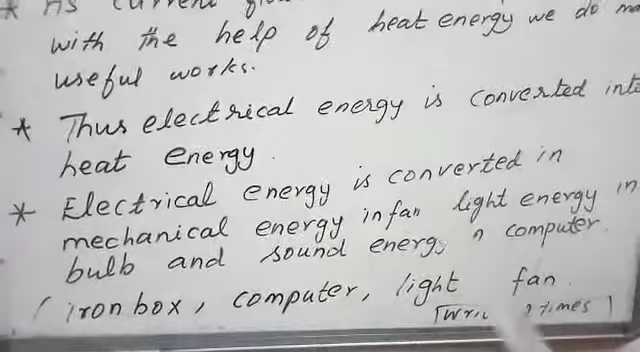 * As current
with the help of heat energy we do
useful works.
* Thus electrical energy is converted into
heat energy.
* Electrical energy is converted in
mechanical energy in fan light energy in
bulb and sound energy computer.
( iron box, computer, light fan.
times